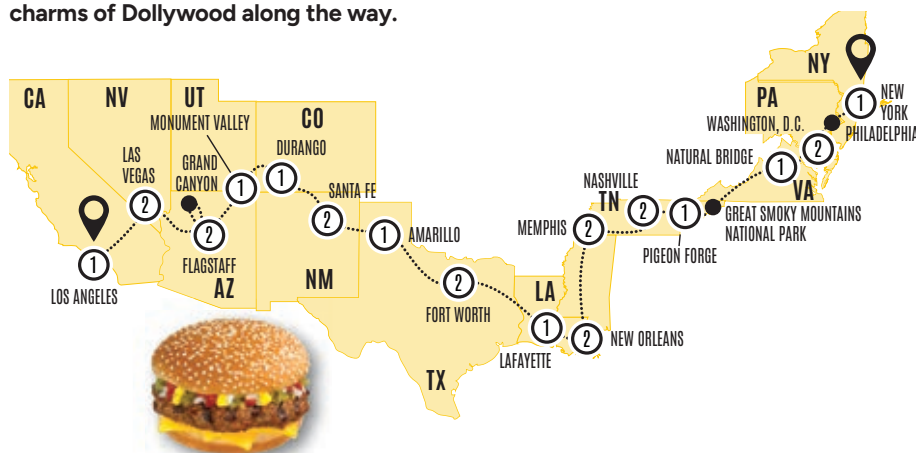 charms of Dollywood along the way.
CA
NV
UT
MONUMENT VALLEY
CO
DURANGO
LAS
VEGAS
GRAND
CANYON
2
1
1
2
1
LOS ANGELES
FLAGSTAFF
AZ
SANTA FE
2
NM
1
AMARILLO
2
FORT WORTH
TX
LA
1
LAFAYETTE
2
NEW ORLEANS
MEMPHIS
2
NASHVILLE
TN
2
1
PIGEON FORGE
GREAT SMOKY MOUNTAINS
NATIONAL PARK
NATURAL BRIDGE
1
VA
WASHINGTON, D.C.
2
PA
PHILADELPHIA
NY
1
NEW
YORK